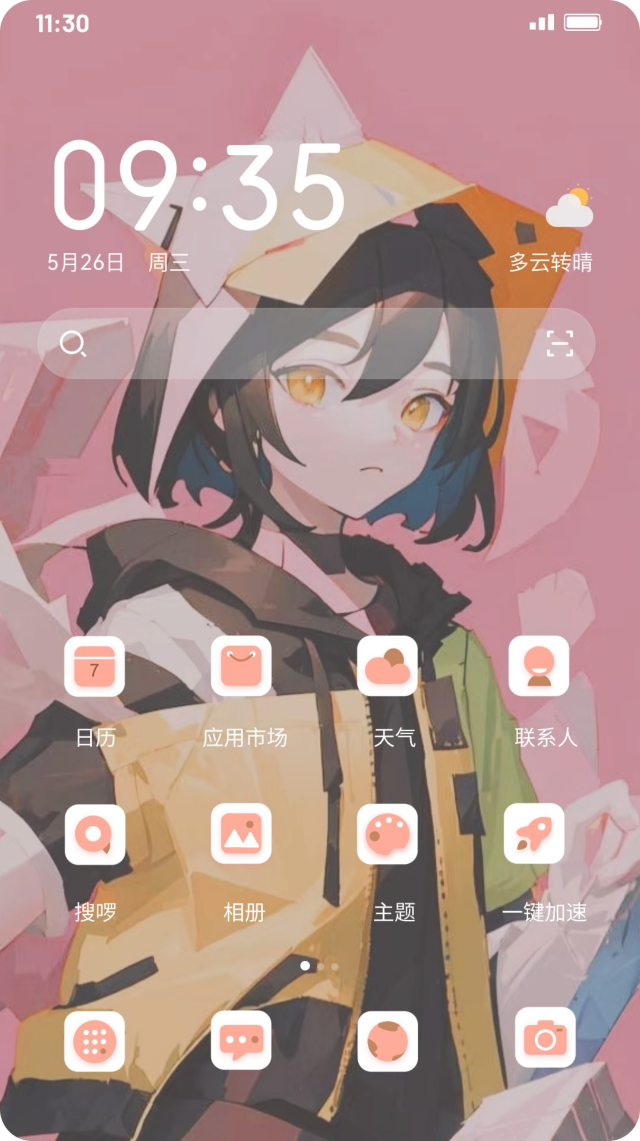 11:30
09:35
5月26日 周三
多云转晴
7
日历
应用市场
天气
联系人
搜啰
相册
主题
一键加速